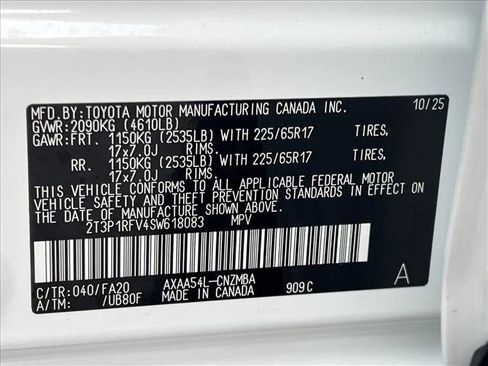 MFD.BY:TOYOTA MOTOR MANUFACTURING CANADA INC. 10/25
GVWR:2090KG (4610LB)
GAWR:FRT. 1150KG (2535LB) WITH 225/65R17 TIRES,
17x7.0J RIMS.
RR. 1150KG (2535LB) WITH 225/65R17 TIRES,
17x7.0J RIMS.
THIS VEHICLE CONFORMS TO ALL APPLICABLE FEDERAL MOTOR
VEHICLE SAFETY AND THEFT PREVENTION STANDARDS IN
EFFECT ON THE DATE OF MANUFACTURE SHOWN ABOVE.
2T3P1RFV4SW618083 MPV
C/TR:040/FA20 AXAA54L-CNZMBA 909C A
A/TM: /UB80F MADE IN CANADA